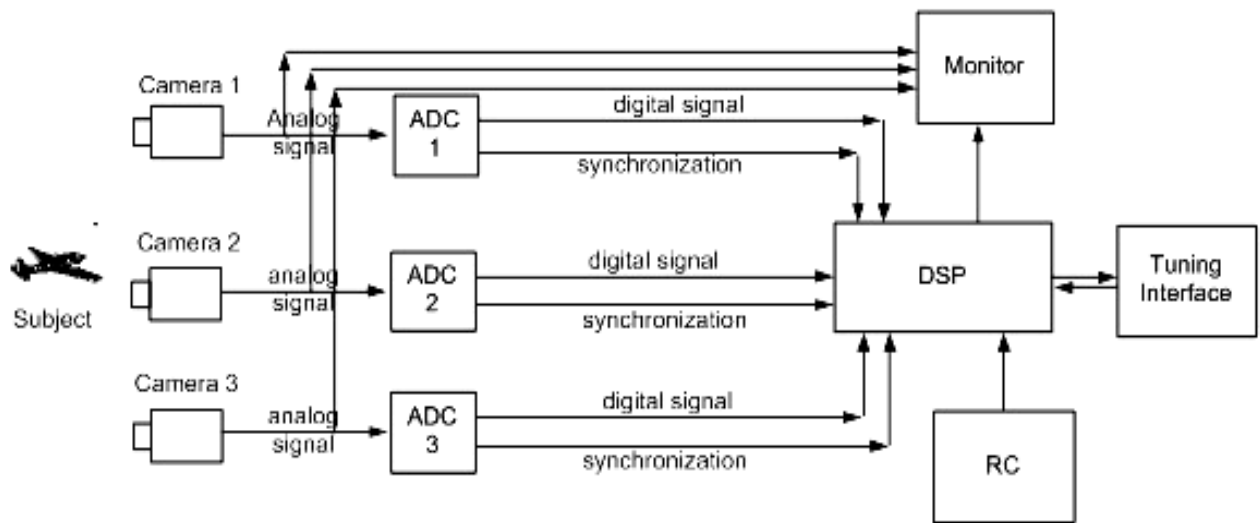 Monitor
Camera 1
Analog
signal
ADC
1
digital signal
synchronization
Camera 2
Subject
analog
signal
ADC
2
digital signal
synchronization
DSP
Tuning
Interface
Camera 3
analog
signal
ADC
3
digital signal
synchronization
RC